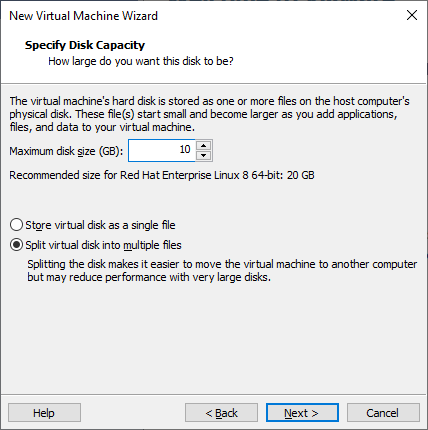 New Virtual Machine Wizard
Specify Disk Capacity
How large do you want this disk to be?
The virtual machine's hard disk is stored as one or more files on the host computer's
physical disk. These file(s) start small and become larger as you add applications,
files, and data to your virtual machine.
Maximum disk size (GB): 10
Recommended size for Red Hat Enterprise Linux 8 64-bit: 20 GB
Store virtual disk as a single file
Split virtual disk into multiple files
Splitting the disk makes it easier to move the virtual machine to another computer
but may reduce performance with very large disks.
Help < Back Next > Cancel